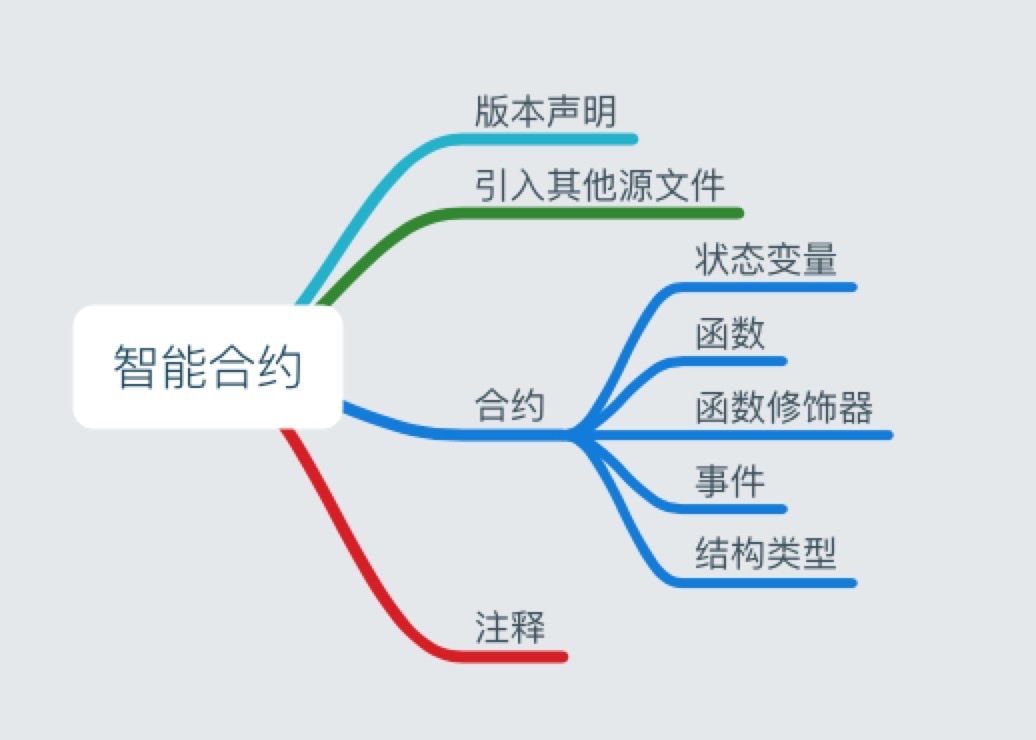 智能合约
版本声明
引入其他源文件
合约
状态变量
函数
函数修饰器
事件
结构类型
注释